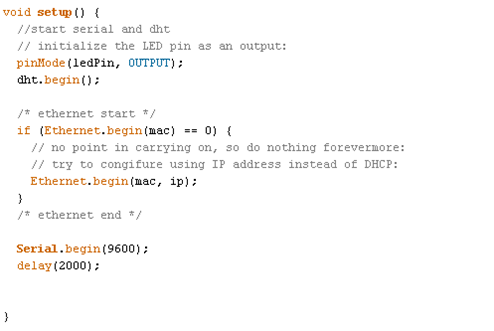 void setup() {
  //start serial and dht
  // initialize the LED pin as an output:
  pinMode(ledPin, OUTPUT);
  dht.begin();

  /* ethernet start */
  if (Ethernet.begin(mac) == 0) {
    // no point in carrying on, so do nothing forevermore:
    // try to congifure using IP address instead of DHCP:
    Ethernet.begin(mac, ip);
  }
  /* ethernet end */

  Serial.begin(9600);
  delay(2000);


}